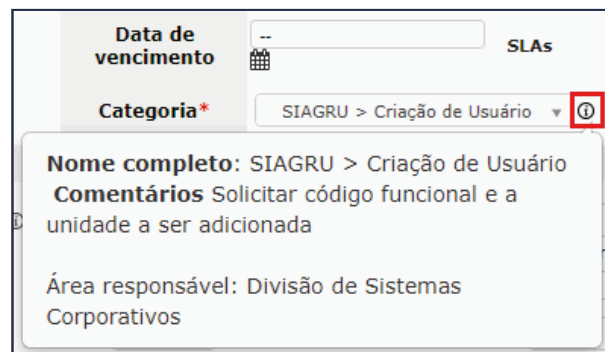 Data de
vencimento
--
SLAs
Categoria*
SIAGRU > Criação de Usuário
Nome completo: SIAGRU > Criação de Usuário
Comentários Solicitar código funcional e a
unidade a ser adicionada
Área responsável: Divisão de Sistemas
Corporativos